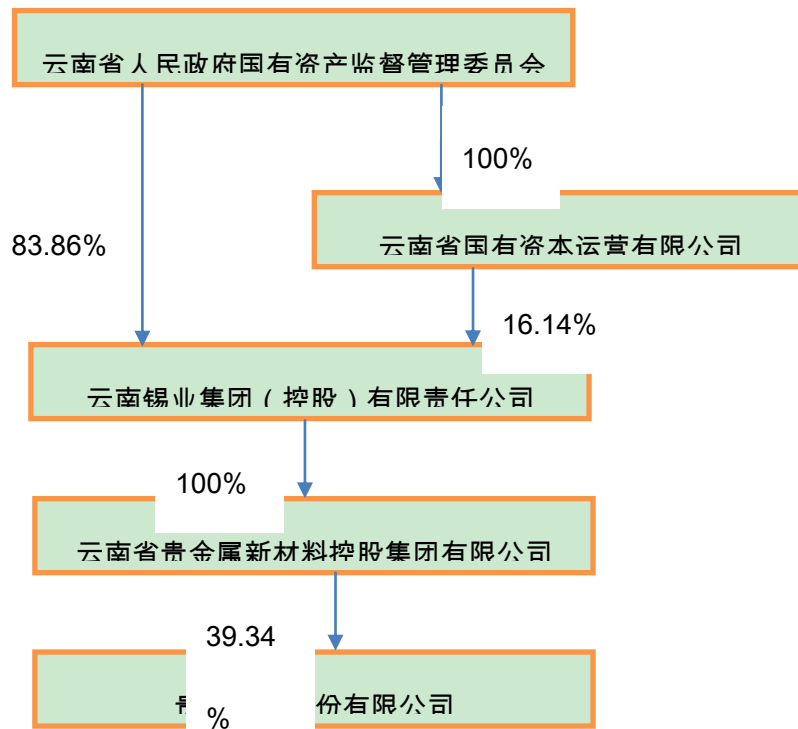 云南省人民政府国有资产监督管理委员会
100%
83.86%
云南省国有资本运营有限公司
16.14%
云南锡业集团（控股）有限责任公司
100%
云南省贵金属新材料控股集团有限公司
39.34
%
份有限公司